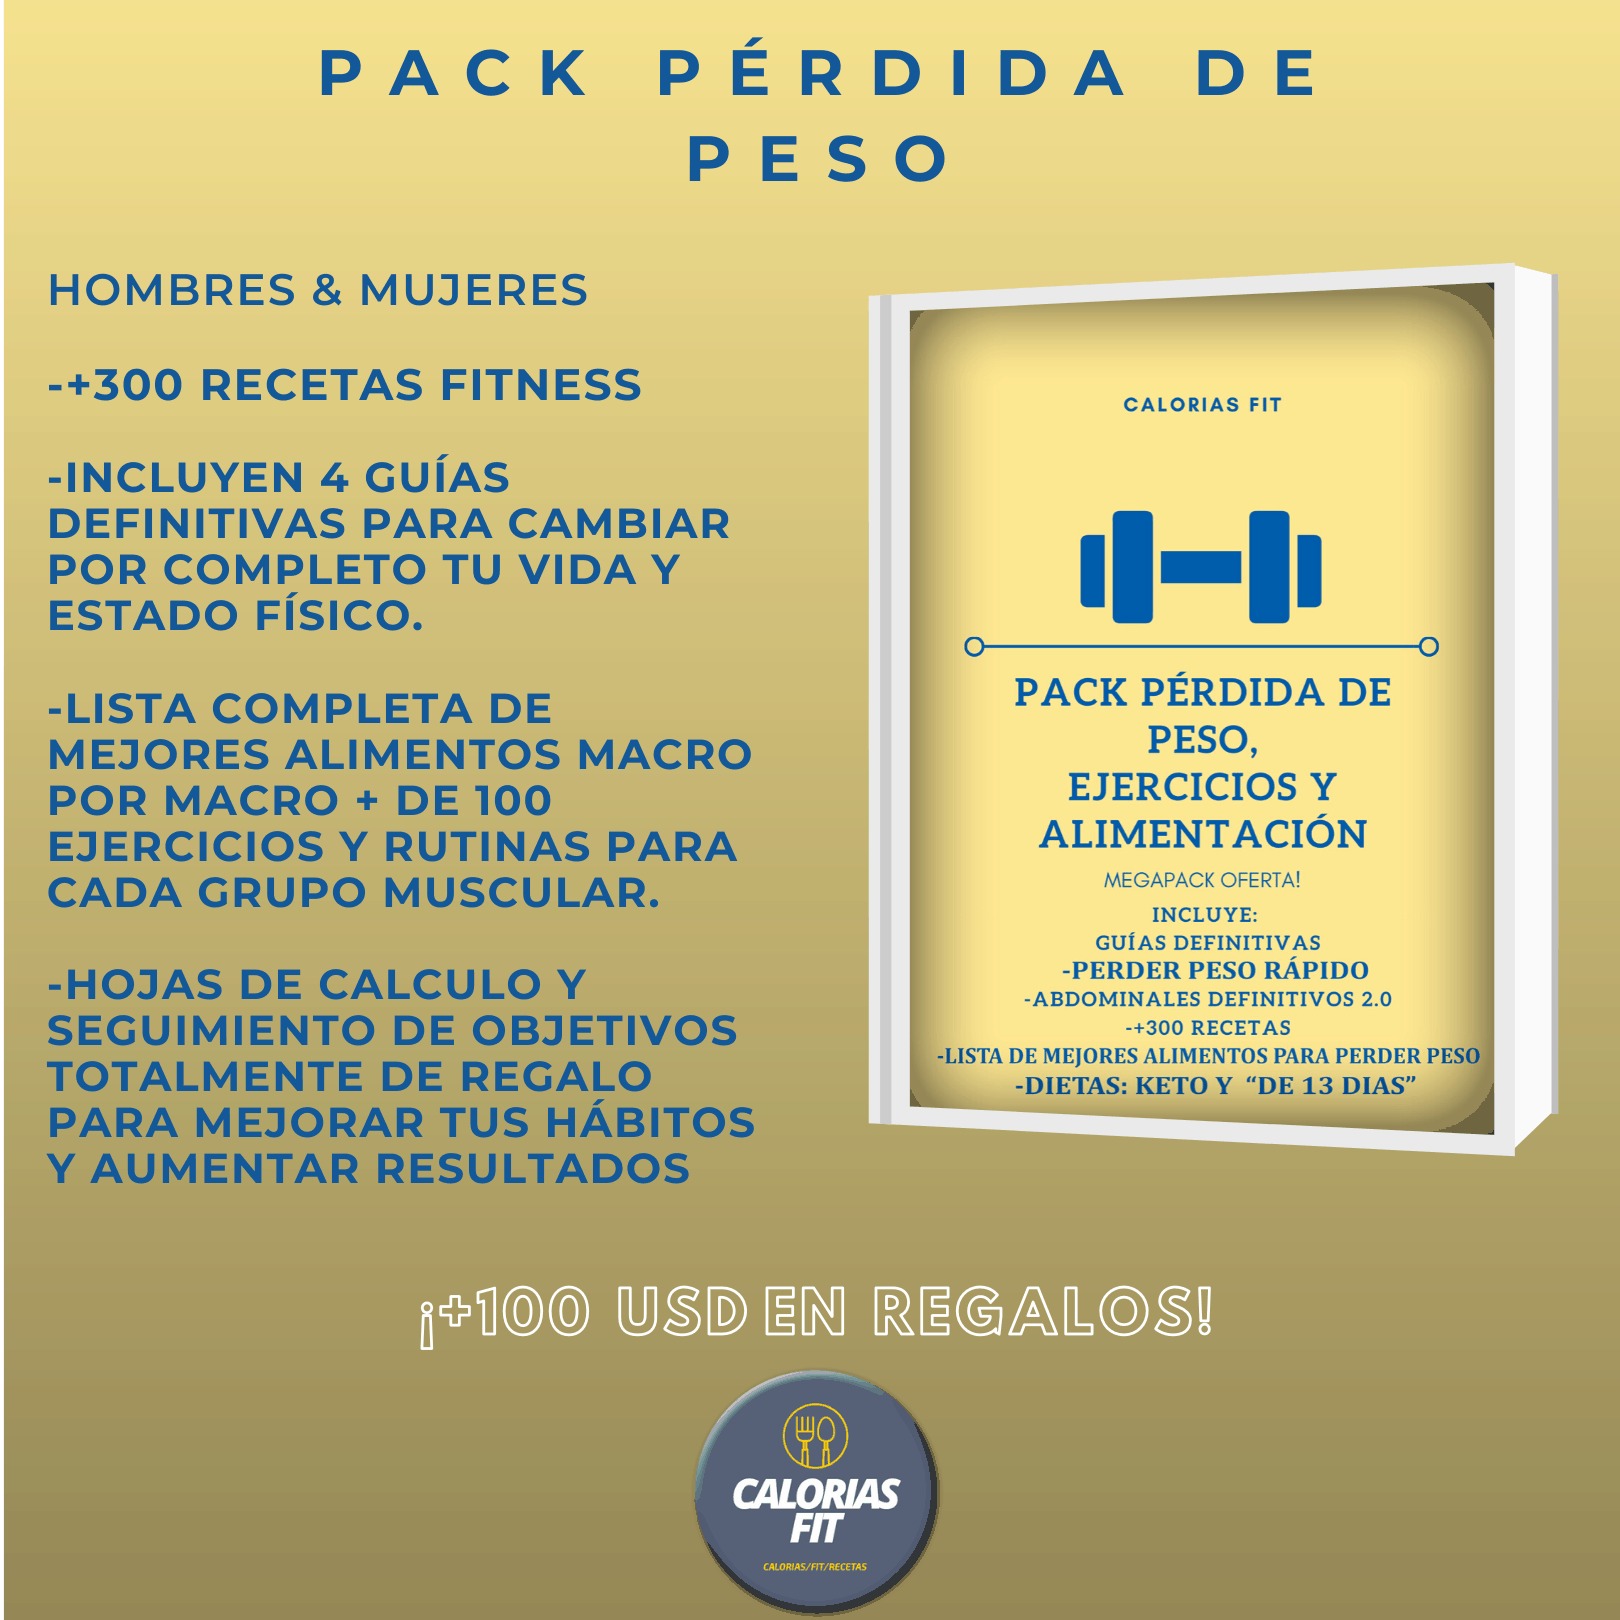 PACK PÉRDIDA DE
PESO
HOMBRES & MUJERES
-+300 RECETAS FITNESS
-INCLUYEN 4 GUÍAS
DEFINITIVAS PARA CAMBIAR
POR COMPLETO TU VIDA Y
ESTADO FÍSICO.
-LISTA COMPLETA DE
MEJORES ALIMENTOS MACRO
POR MACRO + DE 100
EJERCICIOS Y RUTINAS PARA
CADA GRUPO MUSCULAR.
-HOJAS DE CALCULO Y
SEGUIMIENTO DE OBJETIVOS
TOTALMENTE DE REGALO
PARA MEJORAR TUS HÁBITOS
Y AUMENTAR RESULTADOS
CALORIAS FIT
PACK PÉRDIDA DE
PESO,
EJERCICIOS Y
ALIMENTACIÓN
MEGAPACK OFERTA!
INCLUYE:
GUÍAS DEFINITIVAS
-PERDER PESO RÁPIDO
-ABDOMINALES DEFINITIVOS 2.0
-+300 RECETAS
-LISTA DE MEJORES ALIMENTOS PARA PERDER PESO
-DIETAS: KETO Y “DE 13 DIAS”
¡+100 USD EN REGALOS!
CALORIAS
FIT
CALORIAS/FIT/RECETAS